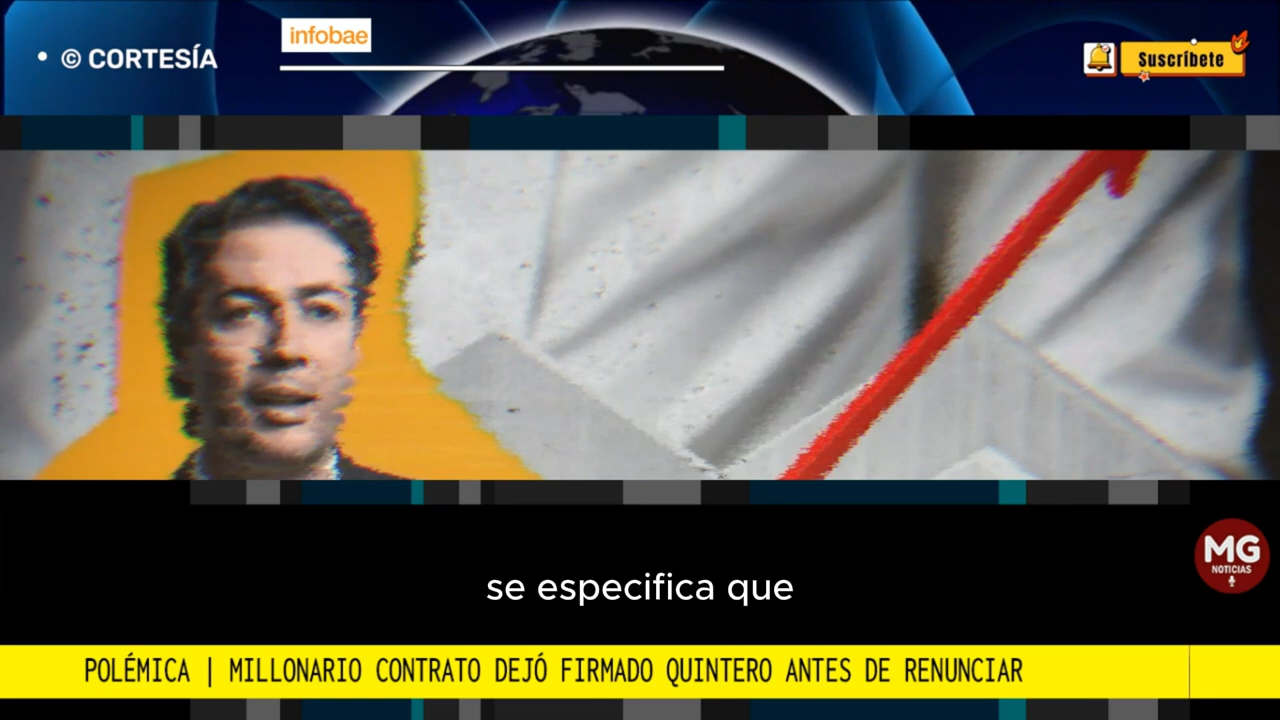 • © CORTESÍA
infobae
Suscríbete
se especifica que
MG
NOTICIAS
POLÉMICA | MILLONARIO CONTRATO DEJÓ FIRMADO QUINTERO ANTES DE RENUNCIAR